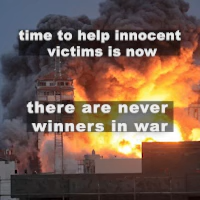 time to help innocent
victims is now
there are never
winners in war